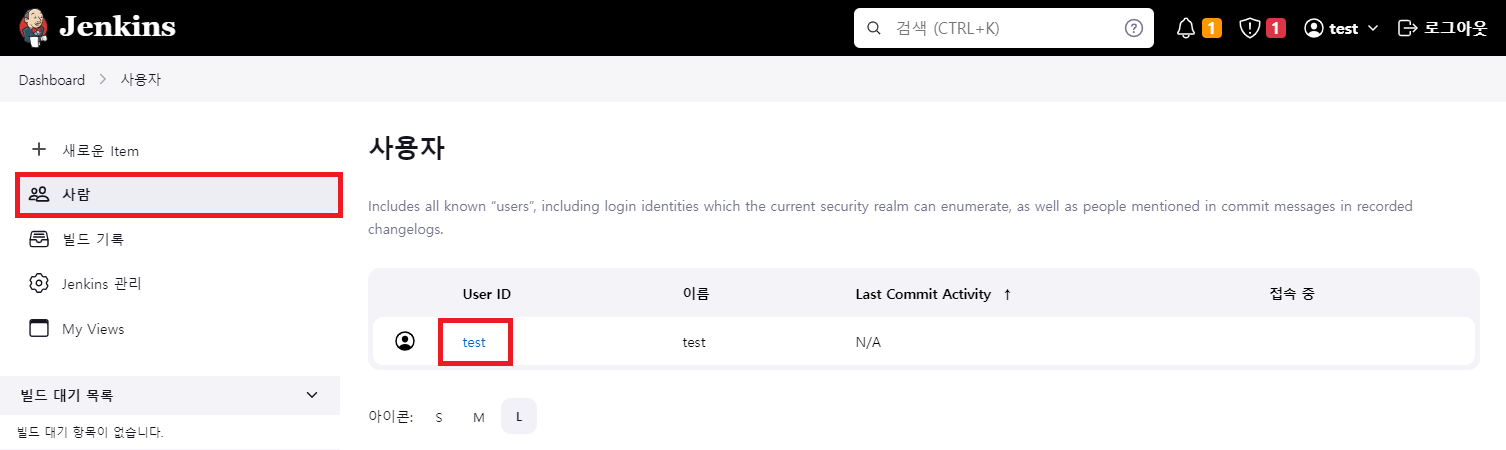 Jenkins
검색 (CTRL+K)
1
1
test
로그아웃
Dashboard
사용자
새로운 Item
사람
빌드 기록
Jenkins 관리
My Views
빌드 대기 목록
빌드 대기 항목이 없습니다.
사용자
Includes all known “users”, including login identities which the current security realm can enumerate, as well as people mentioned in commit messages in recorded
changelogs.
User ID 이름 Last Commit Activity ↑ 접속 중
test test N/A
아이콘: S M L